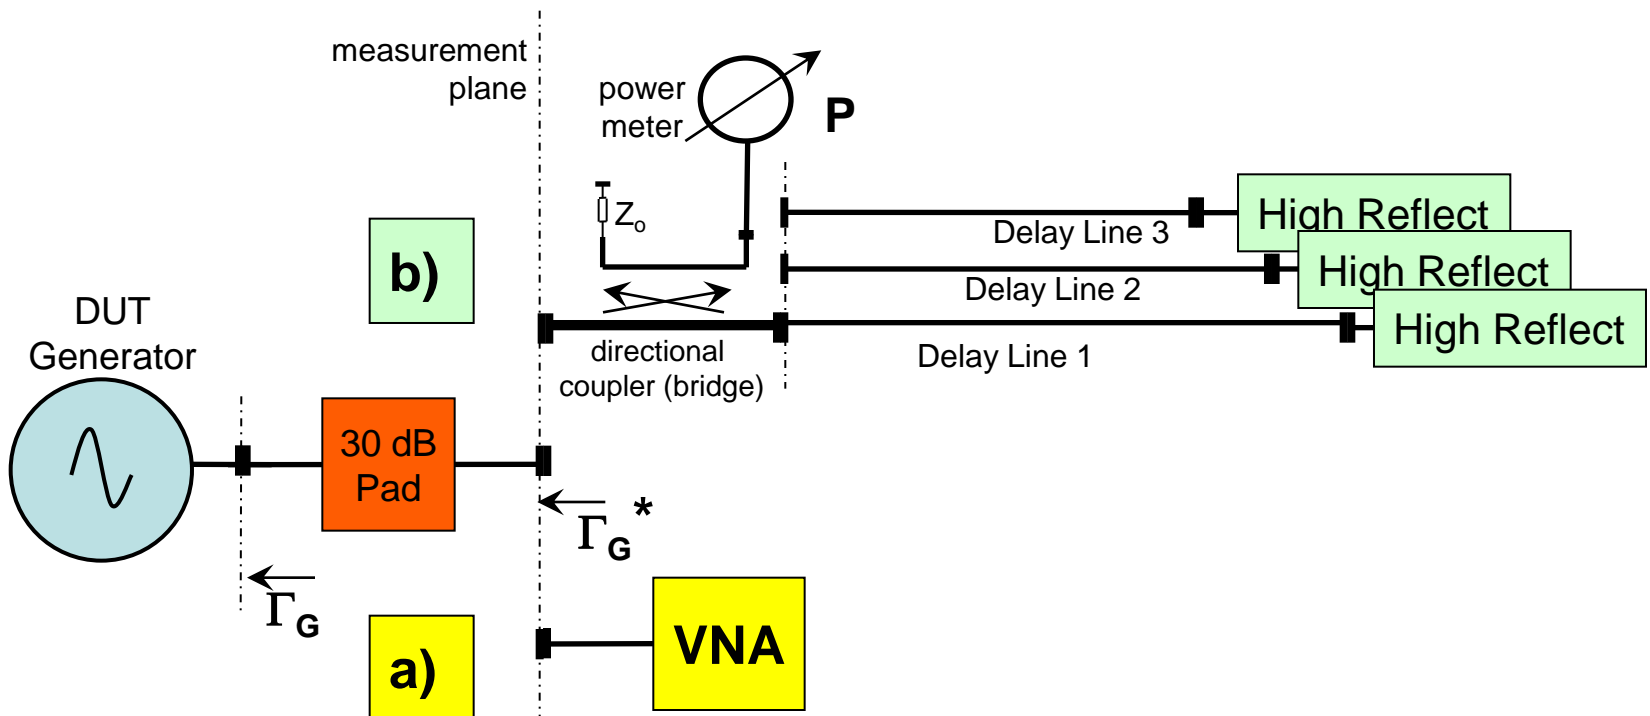 measurement
plane
power
meter
P
Zo
Delay Line 3
High Reflect
b)
Delay Line 2
High Reflect
DUT
Generator
directional
coupler (bridge)
Delay Line 1
High Reflect
30 dB
Pad
ΓG*
ΓG
a)
VNA